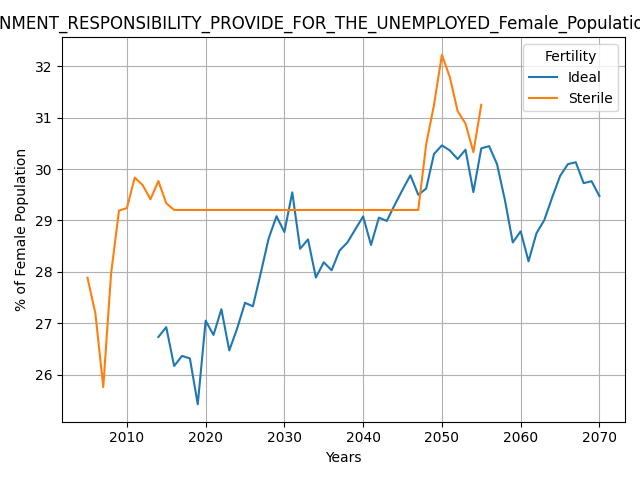 NMENT_RESPONSIBILITY_PROVIDE_FOR_THE_UNEMPLOYED_Female_Populatio
Fertility
Ideal
Sterile
% of Female Population
32
31
30
29
28
27
26
2010 2020 2030 2040 2050 2060 2070
Years